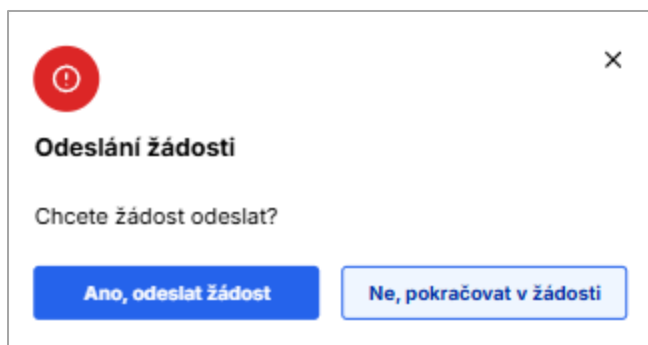 Odeslání žádosti
Chcete žádost odeslat?
Ano, odeslat žádost
Ne, pokračovat v žádosti